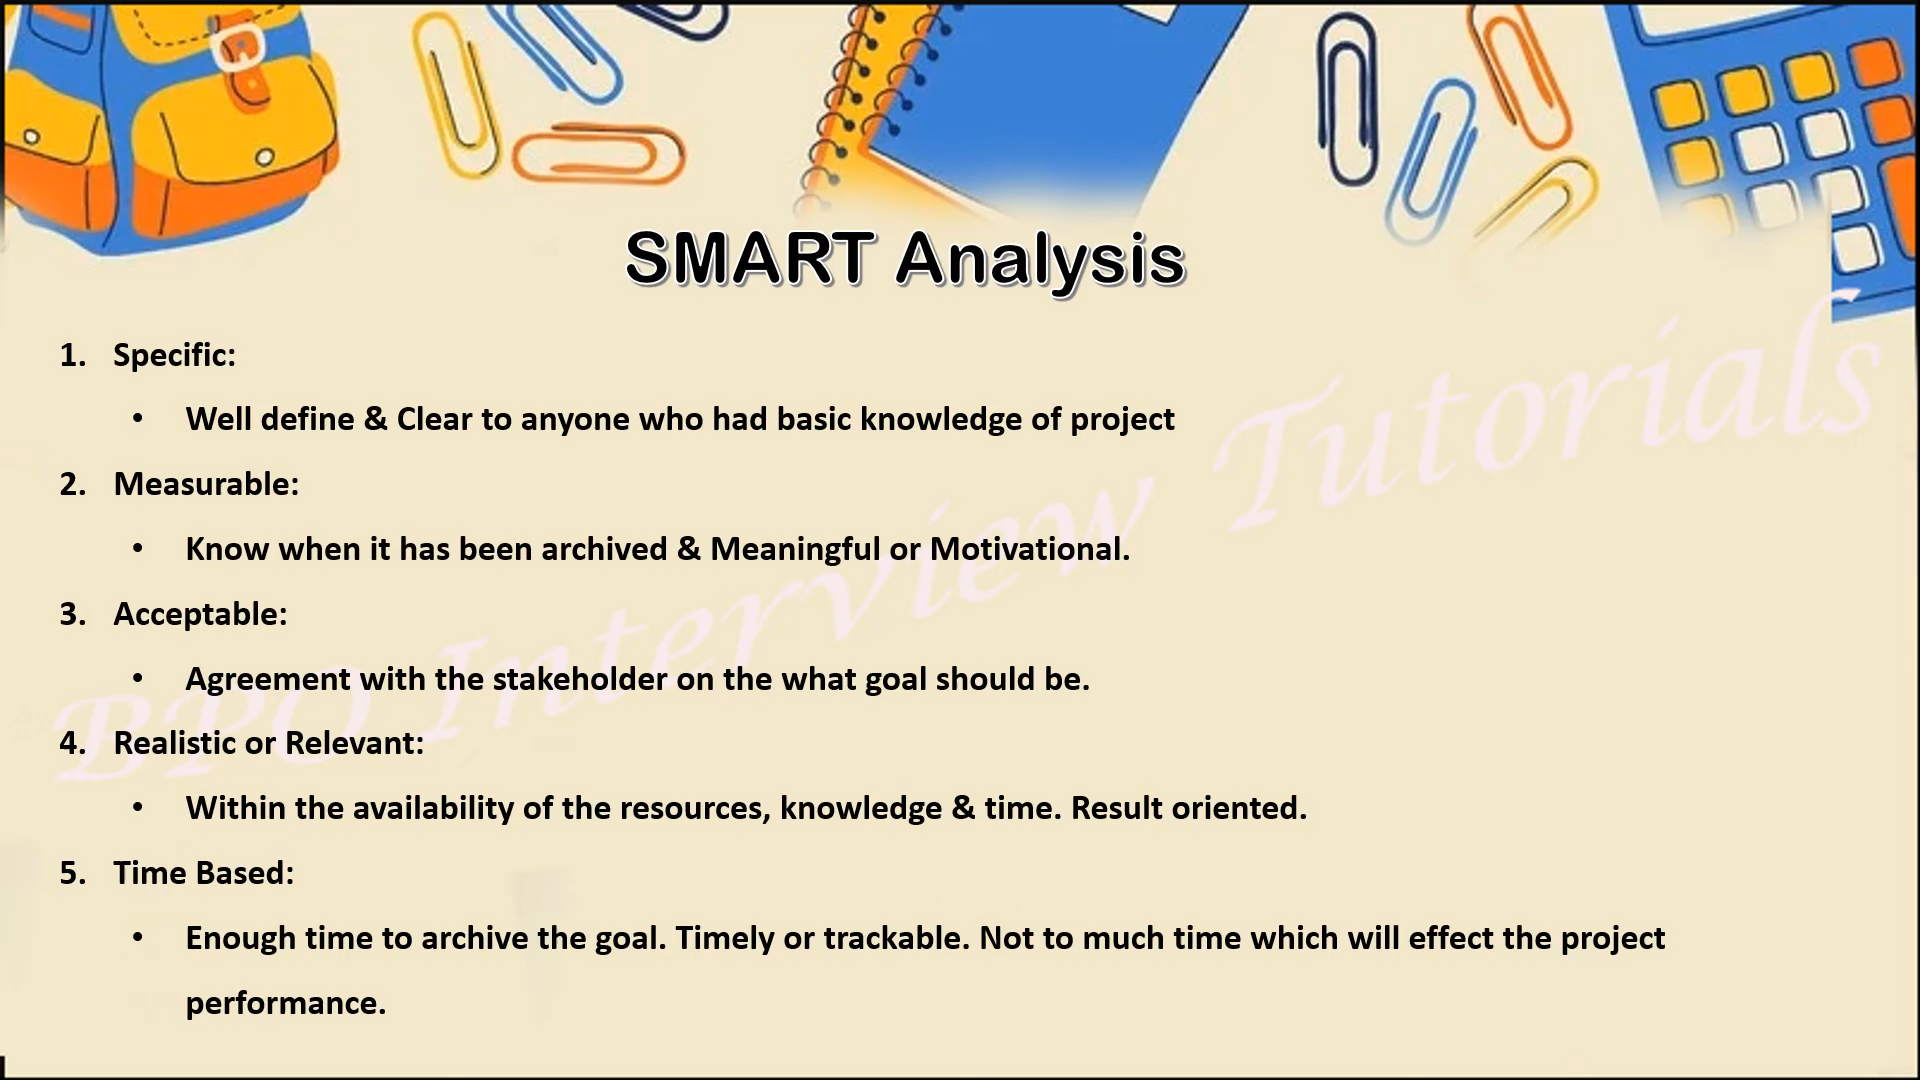 SMART Analysis
1. Specific:
• Well define & Clear to anyone who had basic knowledge of project
2. Measurable:
• Know when it has been archived & Meaningful or Motivational.
3. Acceptable:
• Agreement with the stakeholder on the what goal should be.
4. Realistic or Relevant:
• Within the availability of the resources, knowledge & time. Result oriented.
5. Time Based:
• Enough time to archive the goal. Timely or trackable. Not to much time which will effect the project
performance.
BPO Interview Tutorials